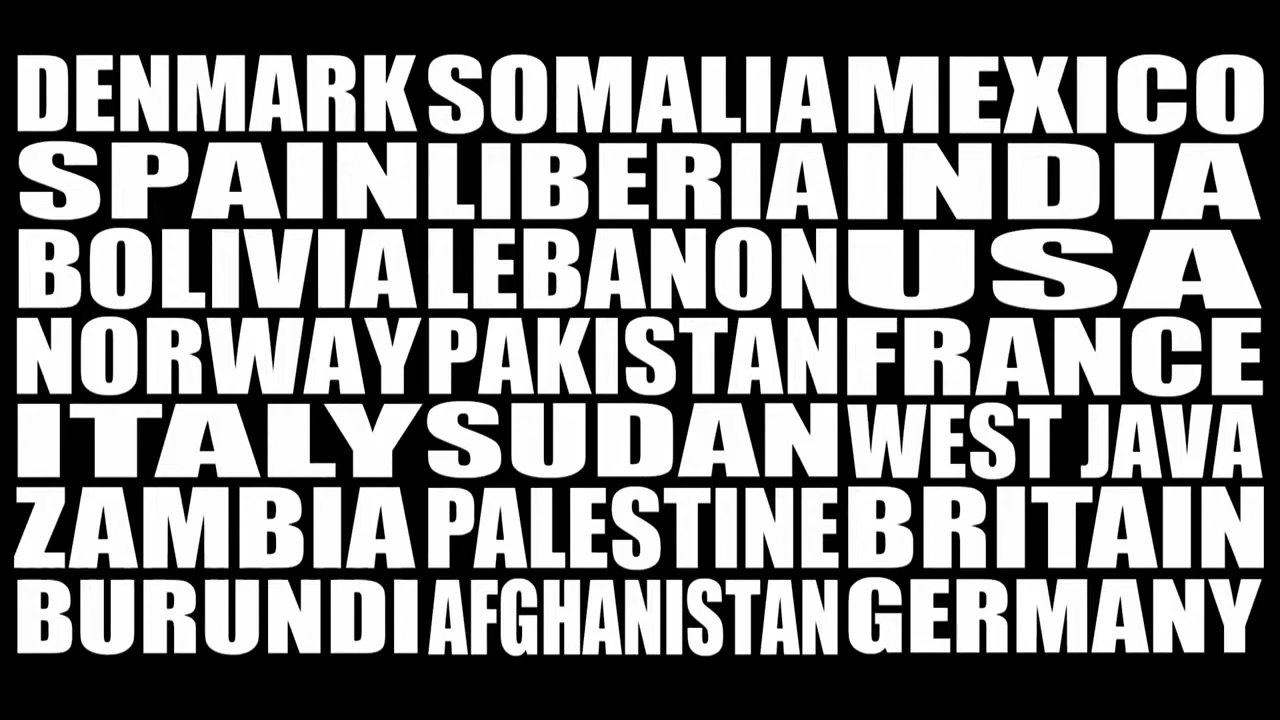 DENMARK SOMALIA MEXICO
SPAIN LIBERIA INDIA
BOLIVIA LEBANON USA
NORWAY PAKISTAN FRANCE
ITALY SUDAN WEST JAVA
ZAMBIA PALESTINE BRITAIN
BURUNDI AFGHANISTAN GERMANY